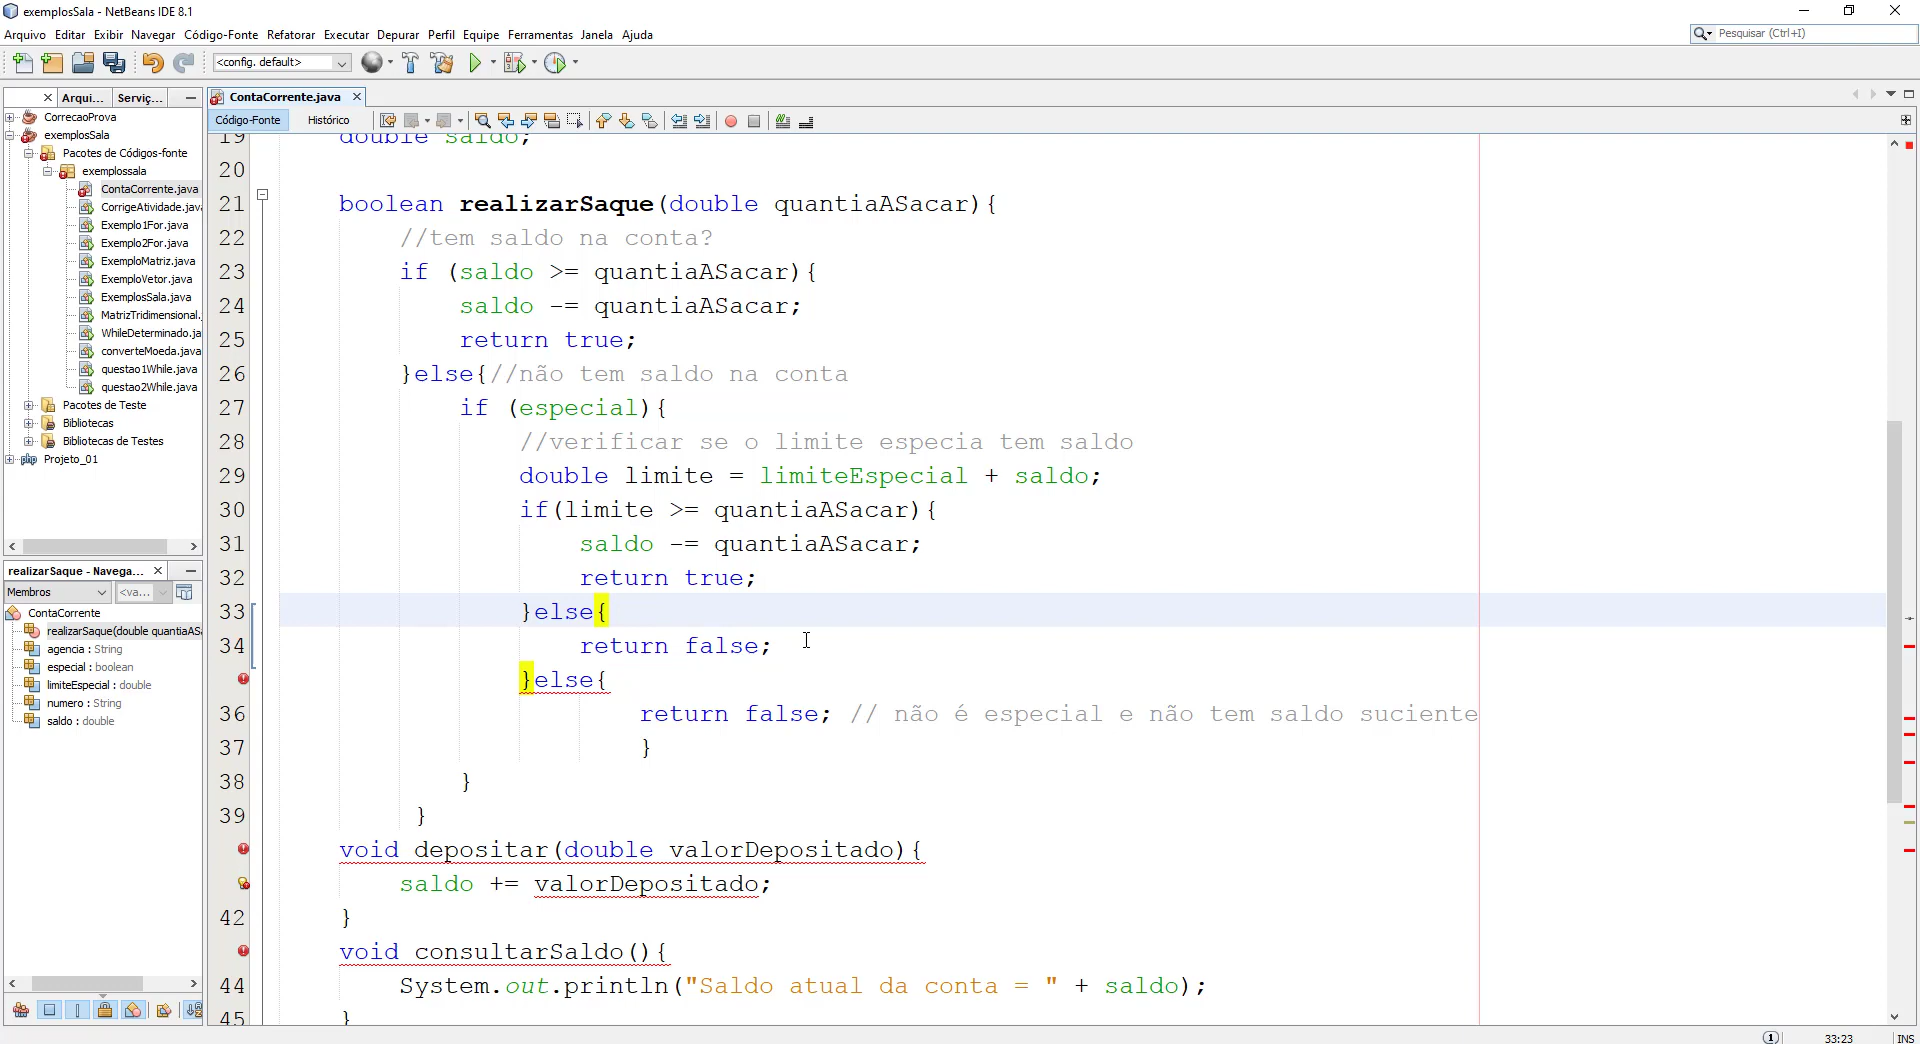 exemplosSala - NetBeans IDE 8.1
Arquivo Editar Exibir Navegar Código-Fonte Refatorar Executar Depurar Perfil Equipe Ferramentas Janela Ajuda
Pesquisar (Ctrl+I)
<config. default>
Arqui... Serviç...
ContaCorrente.java
Código-Fonte Histórico
CorrecaoProva
exemplosSala
Pacotes de Códigos-fonte
exemplossala
ContaCorrente.java
CorrigeAtividade.java
Exemplo1For.java
Exemplo2For.java
ExemploMatriz.java
ExemploVetor.java
ExemplosSala.java
MatrizTridimensional.
WhileDeterminado.ja
converteMoeda.java
questao1While.java
questao2While.java
Pacotes de Teste
Bibliotecas
Bibliotecas de Testes
php Projeto_01
realizarSaque - Navega...
Membros <va...
ContaCorrente
realizarSaque(double quantiaASa
agencia : String
especial : boolean
limiteEspecial : double
numero : String
saldo : double
19 double saldo;
20
21 boolean realizarSaque(double quantiaASacar){
22 //tem saldo na conta?
23 if (saldo >= quantiaASacar){
24 saldo -= quantiaASacar;
25 return true;
26 }else{//não tem saldo na conta
27 if (especial){
28 //verificar se o limite especia tem saldo
29 double limite = limiteEspecial + saldo;
30 if(limite >= quantiaASacar){
31 saldo -= quantiaASacar;
32 return true;
33 }else{
34 return false;
}else{
36 return false; // não é especial e não tem saldo suciente
37 }
38 }
39 }
void depositar(double valorDepositado){
saldo += valorDepositado;
42 }
void consultarSaldo(){
44 System.out.println("Saldo atual da conta = " + saldo);
45 }
1 33:23 INS